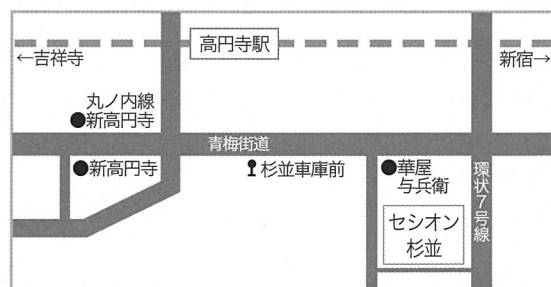 高円寺駅
←吉祥寺
新宿→
丸ノ内線
●新高円寺
青梅街道
●新高円寺
杉並車庫前
●華屋
与兵衛
環状7号線
セシオン
杉並